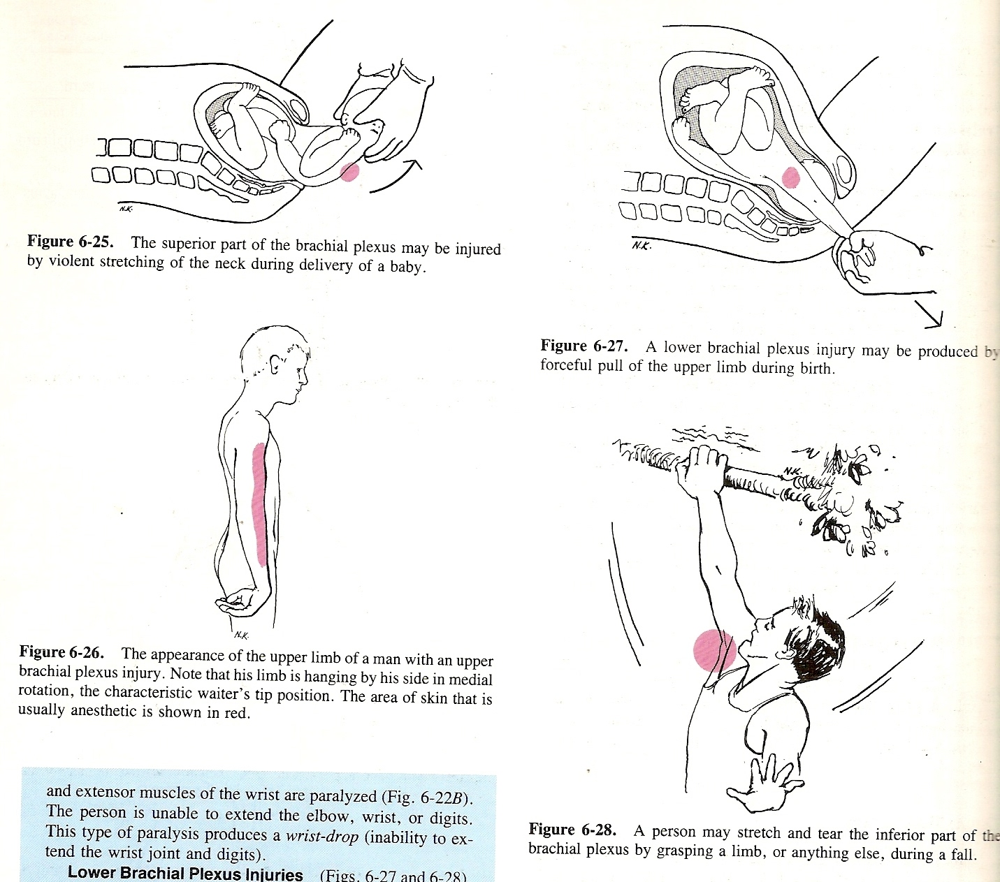 N.K.
Figure 6-25. The superior part of the brachial plexus may be injured
by violent stretching of the neck during delivery of a baby.
N.K.
Figure 6-26. The appearance of the upper limb of a man with an upper
brachial plexus injury. Note that his limb is hanging by his side in medial
rotation, the characteristic waiter's tip position. The area of skin that is
usually anesthetic is shown in red.
and extensor muscles of the wrist are paralyzed (Fig. 6-22B).
The person is unable to extend the elbow, wrist, or digits.
This type of paralysis produces a wrist-drop (inability to ex-
tend the wrist joint and digits).
Lower Brachial Plexus Injuries (Figs. 6-27 and 6-28)
N.K.
Figure 6-27. A lower brachial plexus injury may be produced by
forceful pull of the upper limb during birth.
N.K.
Figure 6-28. A person may stretch and tear the inferior part of the
brachial plexus by grasping a limb, or anything else, during a fall.